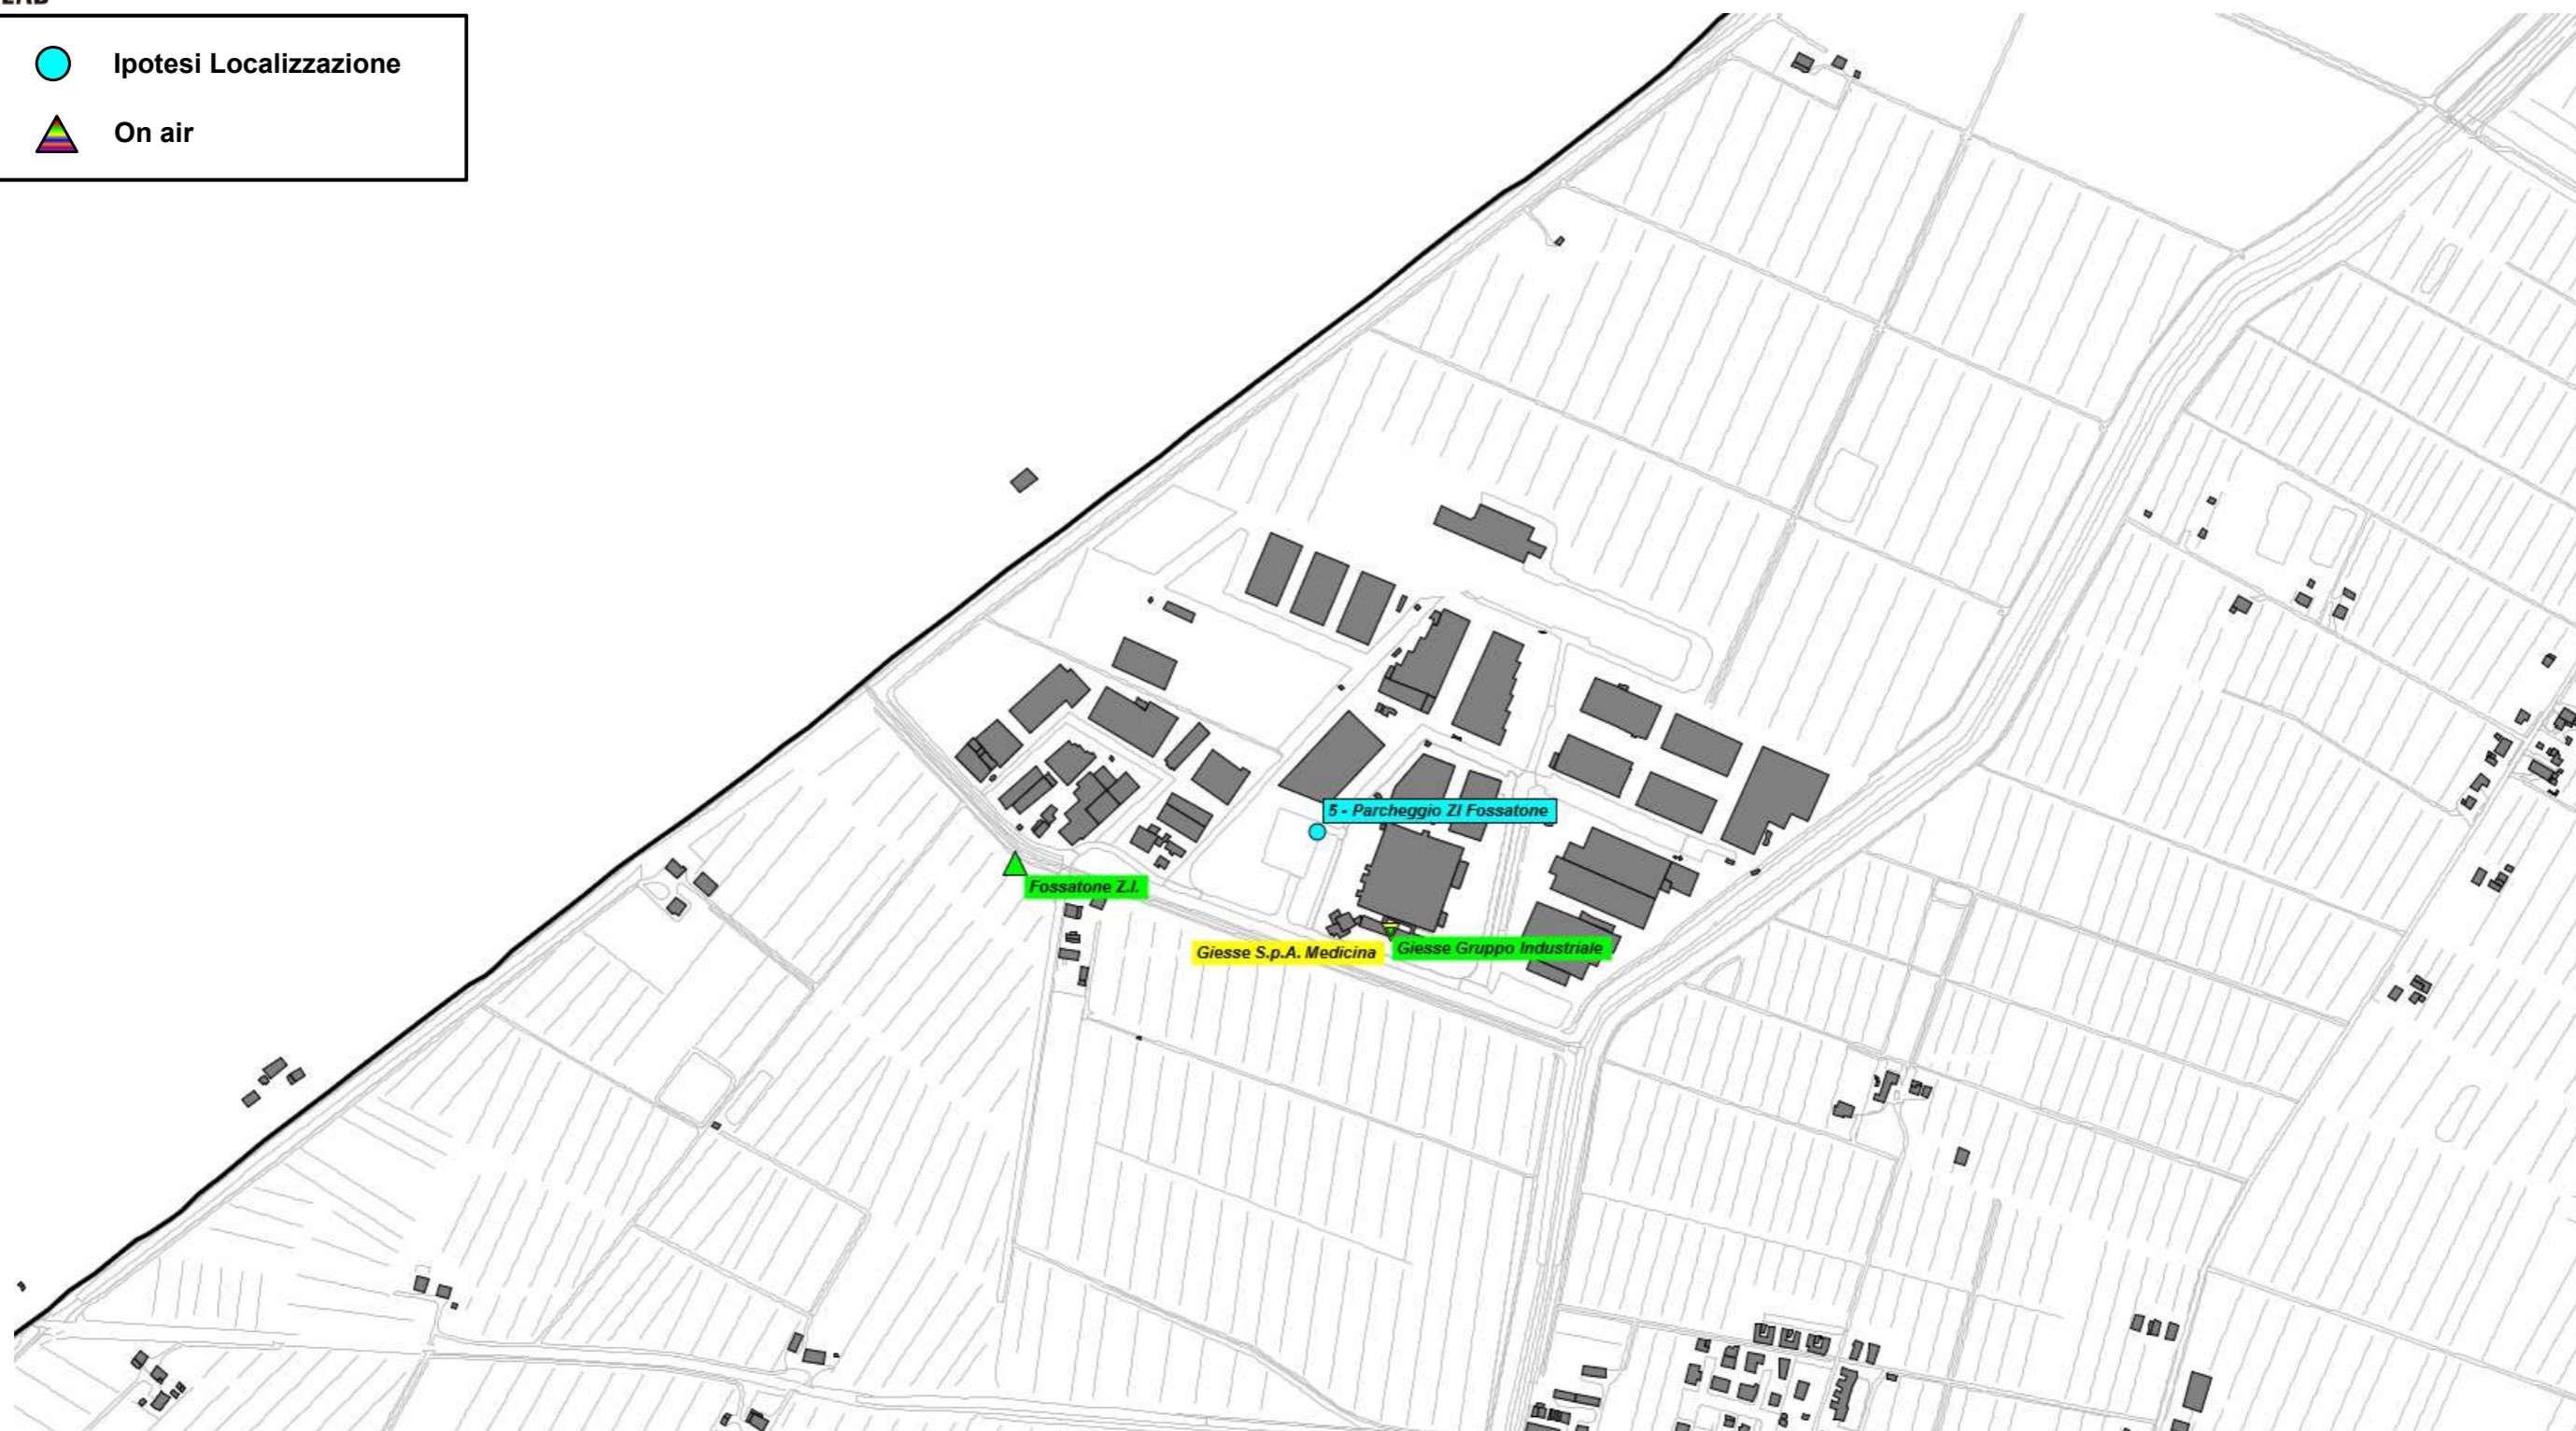 Ipotesi Localizzazione
On air
5 - Parcheggio ZI Fossatone
Fossatone Z.I.
Giesse S.p.A. Medicina
Giesse Gruppo Industriale